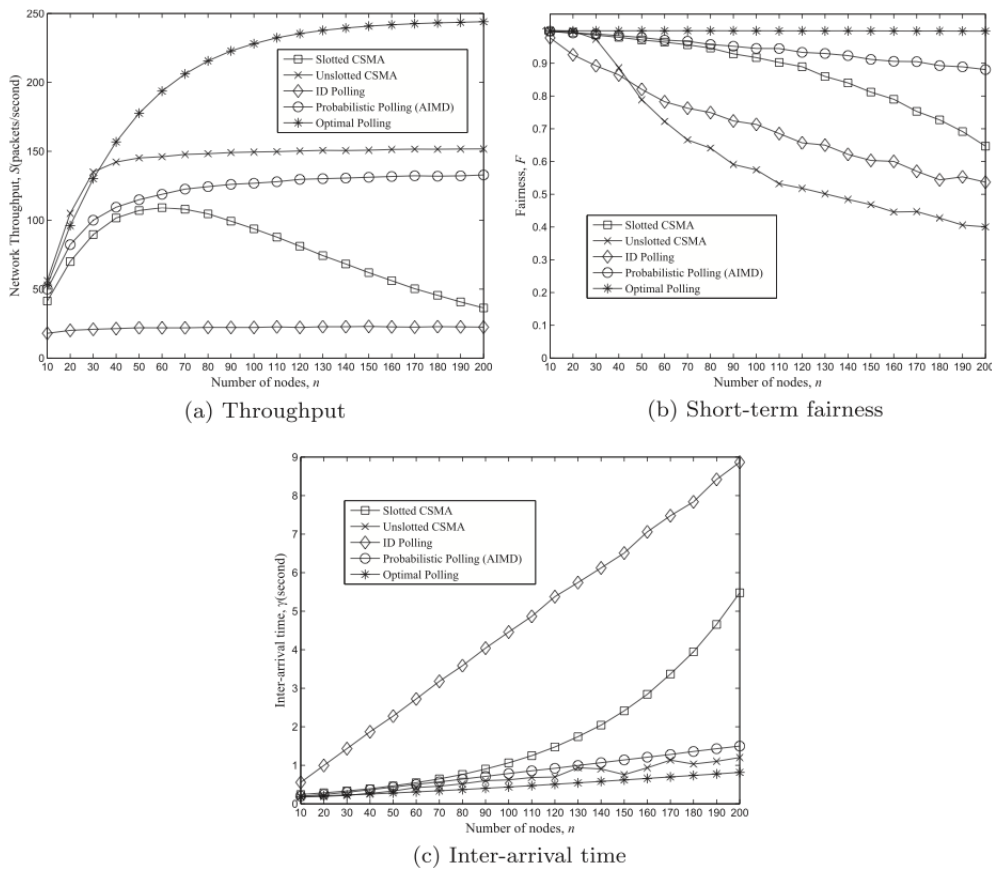 250
200
150
100
50
0
Network Throughput, S(packets/second)
Slotted CSMA
Unslotted CSMA
ID Polling
Probabilistic Polling (AIMD)
Optimal Polling
10 20 30 40 50 60 70 80 90 100 110 120 130 140 150 160 170 180 190 200
Number of nodes, n
(a) Throughput
1
0.9
0.8
0.7
0.6
0.5
0.4
0.3
0.2
0.1
0
Fairness, F
Slotted CSMA
Unslotted CSMA
ID Polling
Probabilistic Polling (AIMD)
Optimal Polling
10 20 30 40 50 60 70 80 90 100 110 120 130 140 150 160 170 180 190 200
Number of nodes, n
(b) Short-term fairness
9
8
7
6
5
4
3
2
1
0
Inter-arrival time, γ(second)
Slotted CSMA
Unslotted CSMA
ID Polling
Probabilistic Polling (AIMD)
Optimal Polling
10 20 30 40 50 60 70 80 90 100 110 120 130 140 150 160 170 180 190 200
Number of nodes, n
(c) Inter-arrival time